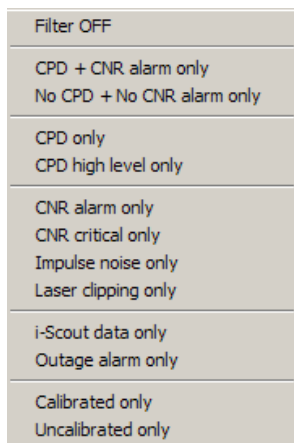 Filter OFF
CPD + CNR alarm only
No CPD + No CNR alarm only
CPD only
CPD high level only
CNR alarm only
CNR critical only
Impulse noise only
Laser clipping only
i-Scout data only
Outage alarm only
Calibrated only
Uncalibrated only